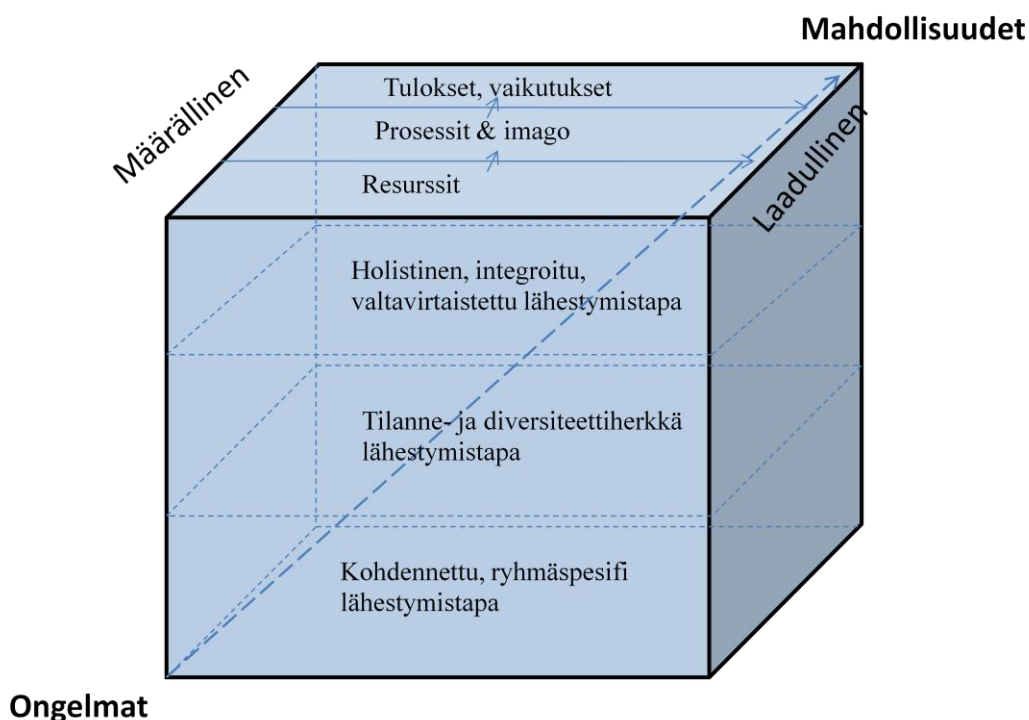 Mahdollisuudet
Määrällinen
Tulokset, vaikutukset
Prosessit & imago
Resurssit
Laadullinen
Holistinen, integroitu,
valtavirtaistettu lähestymistapa
Tilanne- ja diversiteettiherkkä
lähestymistapa
Kohdennettu, ryhmäspesifi
lähestymistapa
Ongelmat